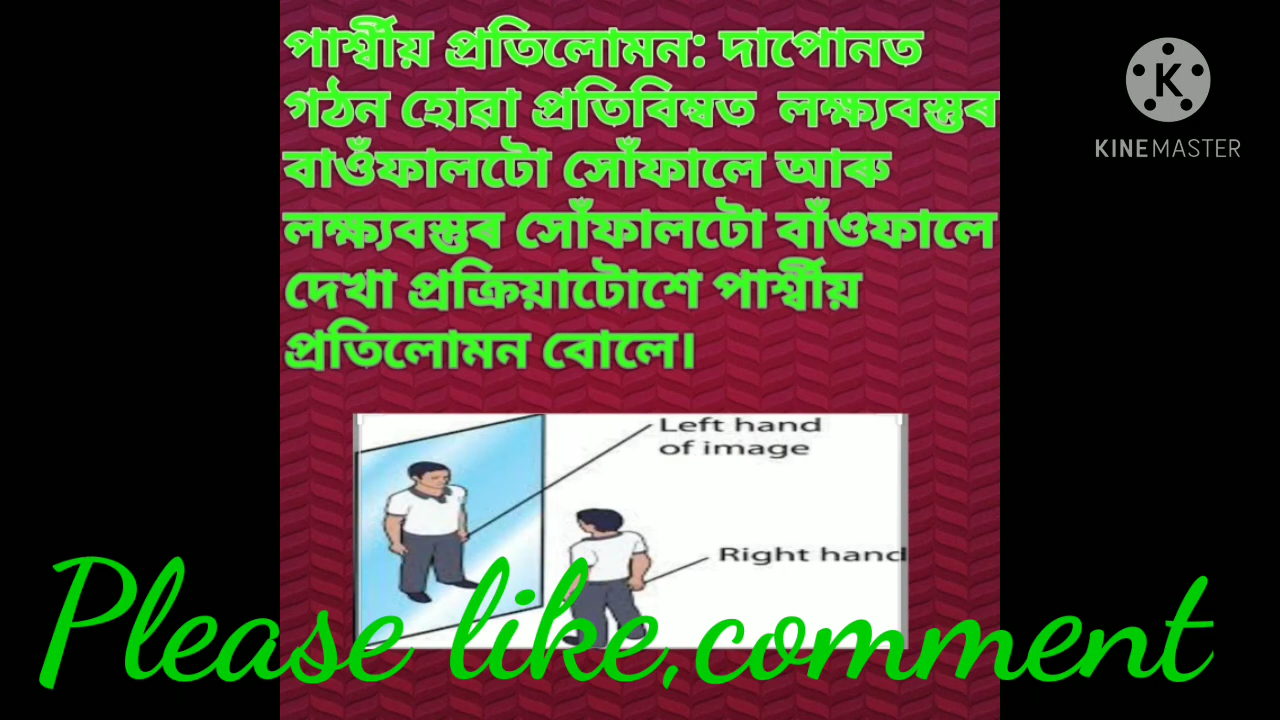 পাৰ্শ্বীয় প্ৰতিলোমন: দাপোনত
গঠন হোৱা প্ৰতিবিম্বত লক্ষ্যবস্তুৰ
বাওঁফালটো সোঁফালে আৰু
লক্ষ্যবস্তুৰ সোঁফালটো বাঁওফালে
দেখা প্ৰক্ৰিয়াটোশে পাৰ্শ্বীয়
প্ৰতিলোমন বোলে।
K
KINEMASTER
Left hand
of image
Right hand
Please like,comment